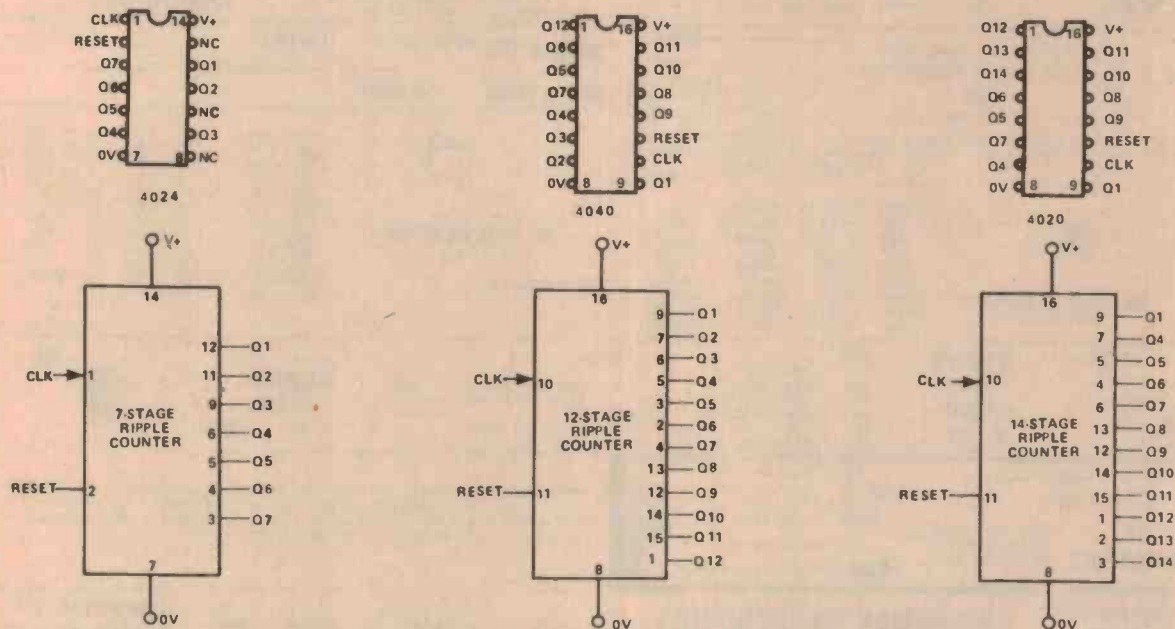 CLK 1 14 V+
RESET NC
Q7 Q1
Q6 Q2
Q5 NC
Q4 Q3
0V 7 8 NC
4024
Q12 1 16 V+
Q6 Q11
Q5 Q10
Q7 Q8
Q4 Q9
Q3 RESET
Q2 CLK
0V 8 9 Q1
4040
Q12 1 16 V+
Q13 Q11
Q14 Q10
Q6 Q8
Q5 Q9
Q7 RESET
Q4 CLK
0V 8 9 Q1
4020
V+
14
12 Q1
CLK 1 11 Q2
9 Q3
7-STAGE
RIPPLE
COUNTER
6 Q4
5 Q5
RESET 2 4 Q6
3 Q7
7
0V
V+
16
9 Q1
7 Q2
6 Q3
CLK 10 5 Q4
3 Q5
12-STAGE
RIPPLE
COUNTER
2 Q6
4 Q7
13 Q8
RESET 11 12 Q9
14 Q10
15 Q11
1 Q12
8
0V
V+
16
9 Q1
7 Q4
5 Q5
CLK 10 4 Q6
6 Q7
14-STAGE
RIPPLE
COUNTER
13 Q8
12 Q9
14 Q10
RESET 11 15 Q11
1 Q12
2 Q13
3 Q14
8
0V